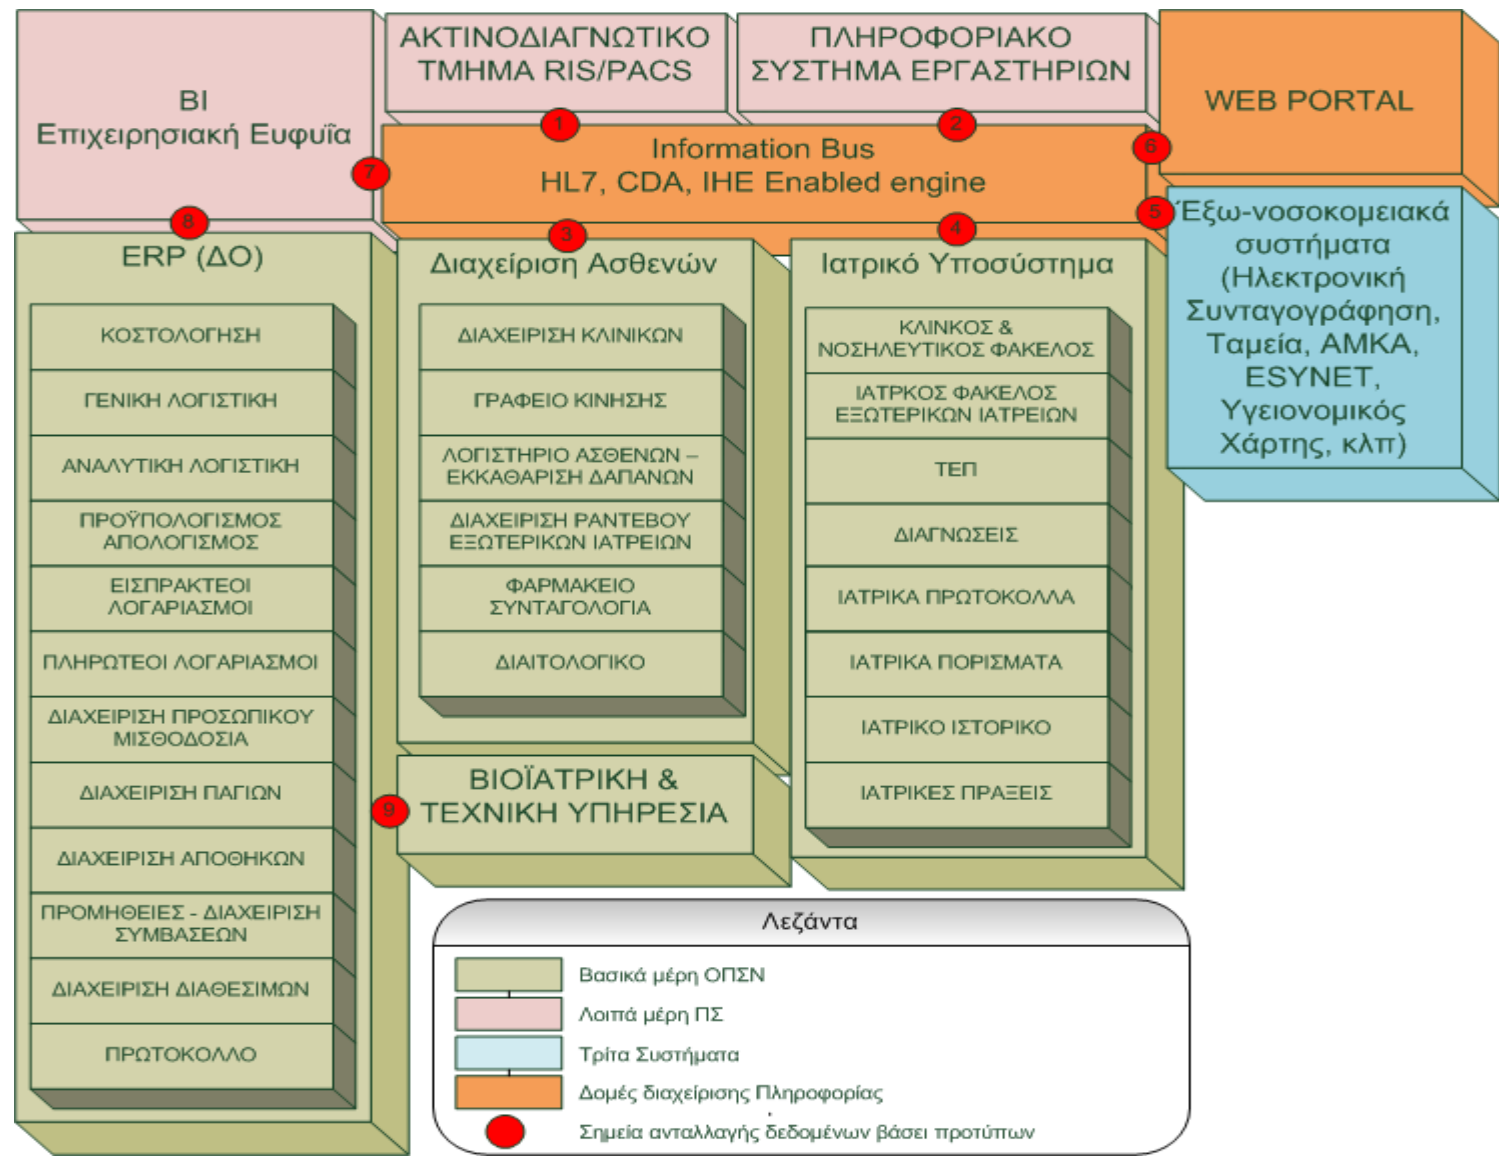 BI
Επιχειρησιακή Ευφυΐα
ΑΚΤΙΝΟΔΙΑΓΝΩΤΙΚΟ
ΤΜΗΜΑ RIS/PACS
ΠΛΗΡΟΦΟΡΙΑΚΟ
ΣΥΣΤΗΜΑ ΕΡΓΑΣΤΗΡΙΩΝ
WEB PORTAL
1
2
Information Bus
HL7, CDA, IHE Enabled engine
6
7
5
8
3
4
Έξω-νοσοκομειακά
συστήματα
(Ηλεκτρονική
Συνταγογράφηση,
Ταμεία, ΑΜΚΑ,
ESYNET,
Υγειονομικός
Χάρτης, κλπ)
ERP (ΔΟ)
ΚΟΣΤΟΛΟΓΗΣΗ
ΓΕΝΙΚΗ ΛΟΓΙΣΤΙΚΗ
ΑΝΑΛΥΤΙΚΗ ΛΟΓΙΣΤΙΚΗ
ΠΡΟΫΠΟΛΟΓΙΣΜΟΣ
ΑΠΟΛΟΓΙΣΜΟΣ
ΕΙΣΠΡΑΚΤΕΟΙ
ΛΟΓΑΡΙΑΣΜΟΙ
ΠΛΗΡΩΤΕΟΙ ΛΟΓΑΡΙΑΣΜΟΙ
ΔΙΑΧΕΙΡΙΣΗ ΠΡΟΣΩΠΙΚΟΥ
ΜΙΣΘΟΔΟΣΙΑ
ΔΙΑΧΕΙΡΙΣΗ ΠΑΓΙΩΝ
ΔΙΑΧΕΙΡΙΣΗ ΑΠΟΘΗΚΩΝ
ΠΡΟΜΗΘΕΙΕΣ - ΔΙΑΧΕΙΡΙΣΗ
ΣΥΜΒΑΣΕΩΝ
ΔΙΑΧΕΙΡΙΣΗ ΔΙΑΘΕΣΙΜΩΝ
ΠΡΩΤΟΚΟΛΛΟ
Διαχείριση Ασθενών
ΔΙΑΧΕΙΡΙΣΗ ΚΛΙΝΙΚΩΝ
ΓΡΑΦΕΙΟ ΚΙΝΗΣΗΣ
ΛΟΓΙΣΤΗΡΙΟ ΑΣΘΕΝΩΝ –
ΕΚΚΑΘΑΡΙΣΗ ΔΑΠΑΝΩΝ
ΔΙΑΧΕΙΡΙΣΗ ΡΑΝΤΕΒΟΥ
ΕΞΩΤΕΡΙΚΩΝ ΙΑΤΡΕΙΩΝ
ΦΑΡΜΑΚΕΙΟ
ΣΥΝΤΑΓΟΛΟΓΙΑ
ΔΙΑΙΤΟΛΟΓΙΚΟ
9
ΒΙΟΪΑΤΡΙΚΗ &
ΤΕΧΝΙΚΗ ΥΠΗΡΕΣΙΑ
Ιατρικό Υποσύστημα
ΚΛΙΝΚΟΣ &
ΝΟΣΗΛΕΥΤΙΚΟΣ ΦΑΚΕΛΟΣ
ΙΑΤΡΚΟΣ ΦΑΚΕΛΟΣ
ΕΞΩΤΕΡΙΚΩΝ ΙΑΤΡΕΙΩΝ
ΤΕΠ
ΔΙΑΓΝΩΣΕΙΣ
ΙΑΤΡΙΚΑ ΠΡΩΤΟΚΟΛΛΑ
ΙΑΤΡΙΚΑ ΠΟΡΙΣΜΑΤΑ
ΙΑΤΡΙΚΟ ΙΣΤΟΡΙΚΟ
ΙΑΤΡΙΚΕΣ ΠΡΑΞΕΙΣ
Λεζάντα
Βασικά μέρη ΟΠΣΝ
Λοιπά μέρη ΠΣ
Τρίτα Συστήματα
Δομές διαχείρισης Πληροφορίας
Σημεία ανταλλαγής δεδομένων βάσει προτύπων